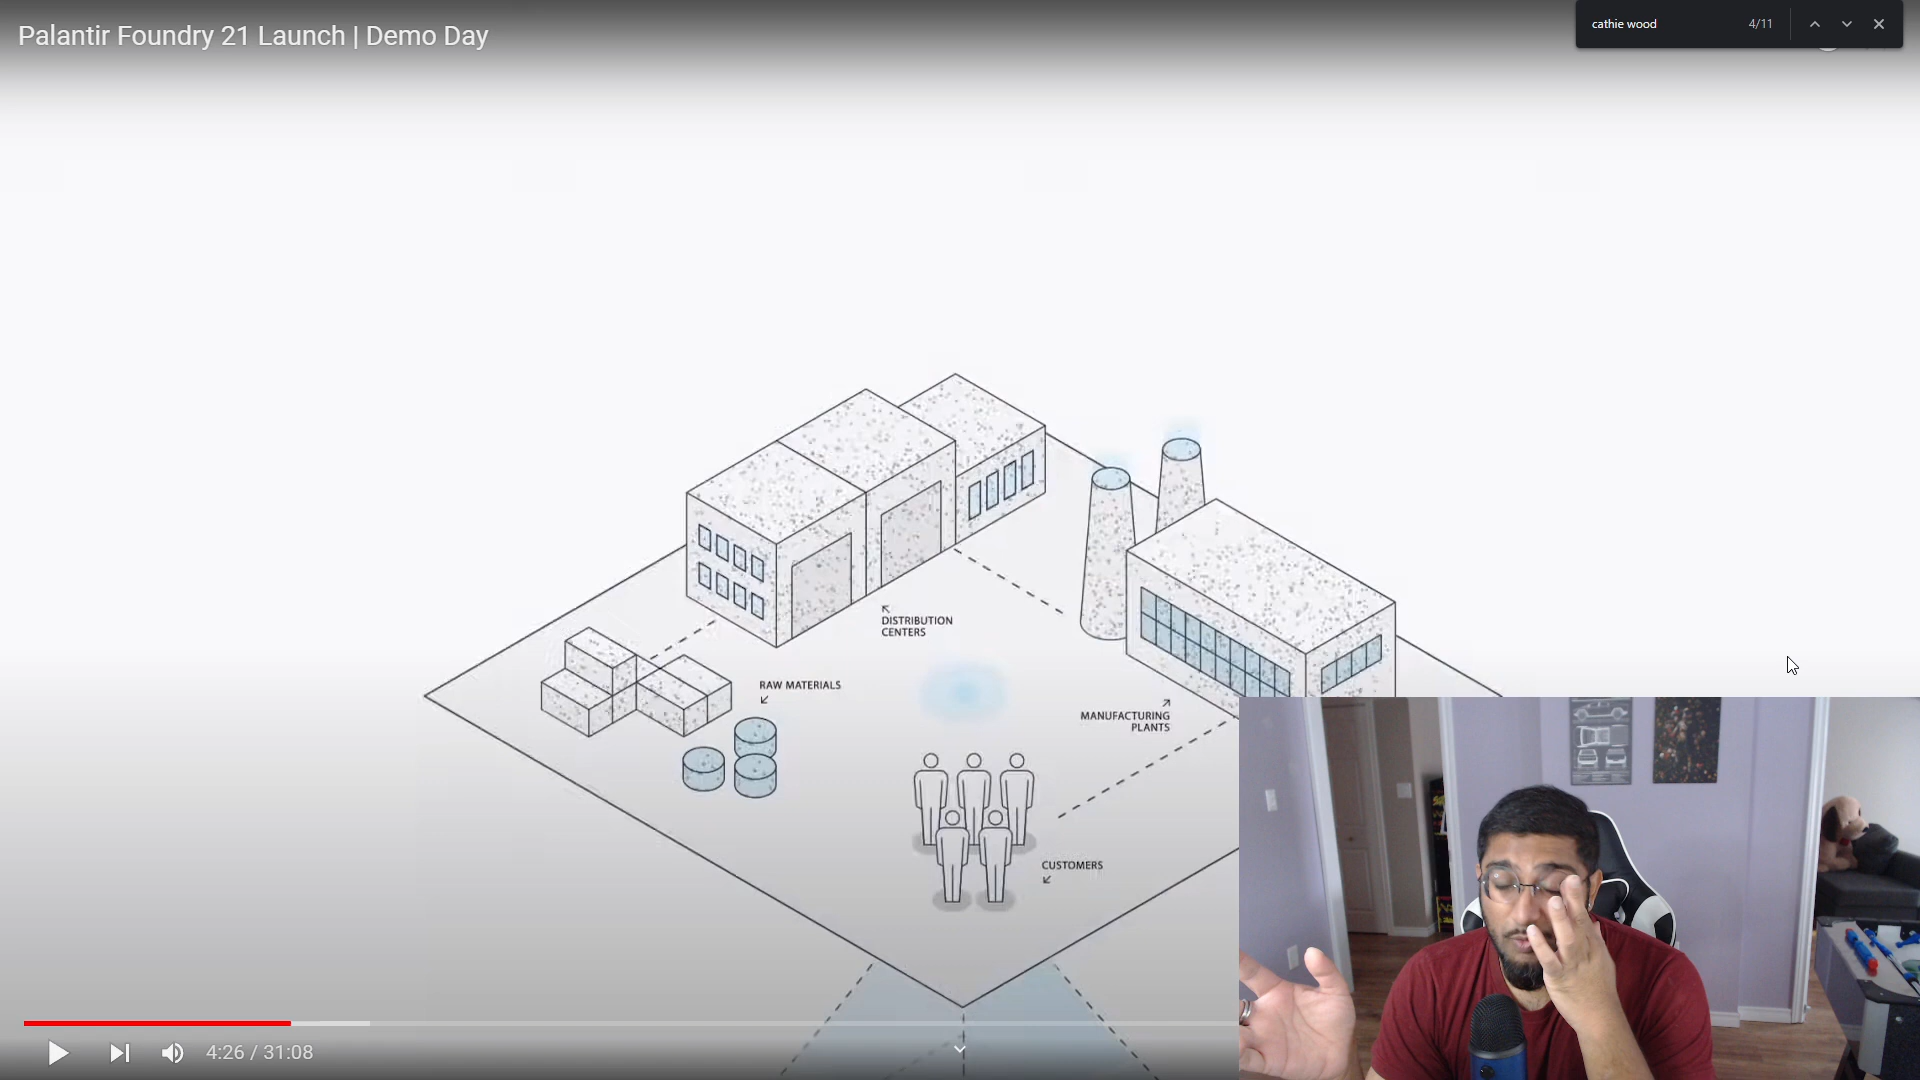 Palantir Foundry 21 Launch | Demo Day
cathie wood 4/11
DISTRIBUTION
CENTERS
RAW MATERIALS
MANUFACTURING
PLANTS
CUSTOMERS
4:26 / 31:08